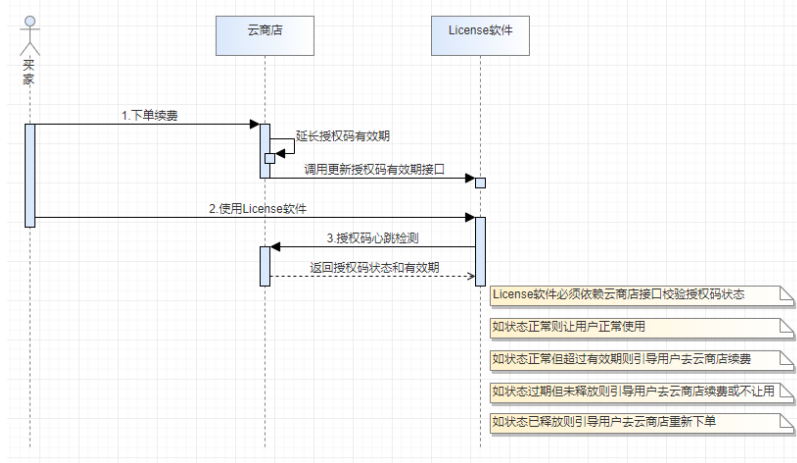 云商店
License软件
买
家
1.下单续费
延长授权码有效期
调用更新授权码有效期接口
2.使用License软件
3.授权码心跳检测
返回授权码状态和有效期
License软件必须依赖云商店接口校验授权码状态
如状态正常则让用户正常使用
如状态正常但超过有效期则引导用户去云商店续费
如状态过期但未释放则引导用户去云商店续费或不让用
如状态已释放则引导用户去云商店重新下单